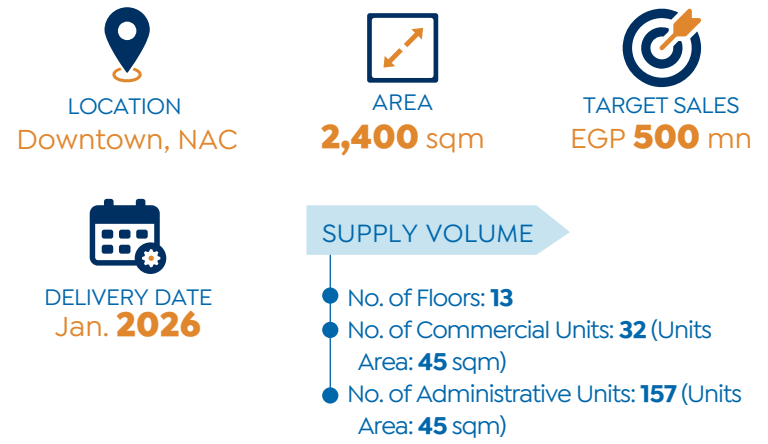 LOCATION
Downtown, NAC
AREA
2,400 sqm
TARGET SALES
EGP 500 mn
DELIVERY DATE
Jan. 2026
SUPPLY VOLUME
No. of Floors: 13
No. of Commercial Units: 32 (Units
Area: 45 sqm)
No. of Administrative Units: 157 (Units
Area: 45 sqm)